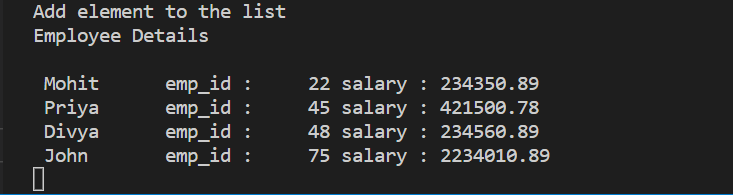 Add element to the list
Employee Details
Mohit emp_id : 22 salary : 234350.89
Priya emp_id : 45 salary : 421500.78
Divya emp_id : 48 salary : 234560.89
John emp_id : 75 salary : 2234010.89